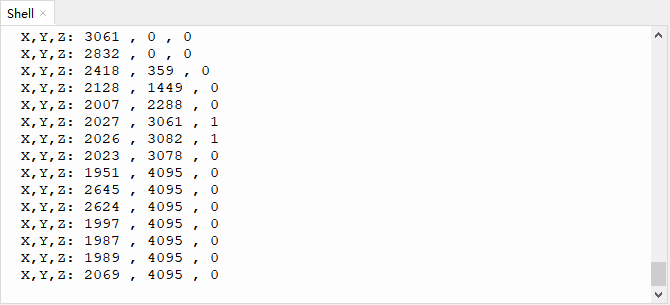 Shell ×
X,Y,Z: 3061 , 0 , 0
X,Y,Z: 2832 , 0 , 0
X,Y,Z: 2418 , 359 , 0
X,Y,Z: 2128 , 1449 , 0
X,Y,Z: 2007 , 2288 , 0
X,Y,Z: 2027 , 3061 , 1
X,Y,Z: 2026 , 3082 , 1
X,Y,Z: 2023 , 3078 , 0
X,Y,Z: 1951 , 4095 , 0
X,Y,Z: 2645 , 4095 , 0
X,Y,Z: 2624 , 4095 , 0
X,Y,Z: 1997 , 4095 , 0
X,Y,Z: 1987 , 4095 , 0
X,Y,Z: 1989 , 4095 , 0
X,Y,Z: 2069 , 4095 , 0